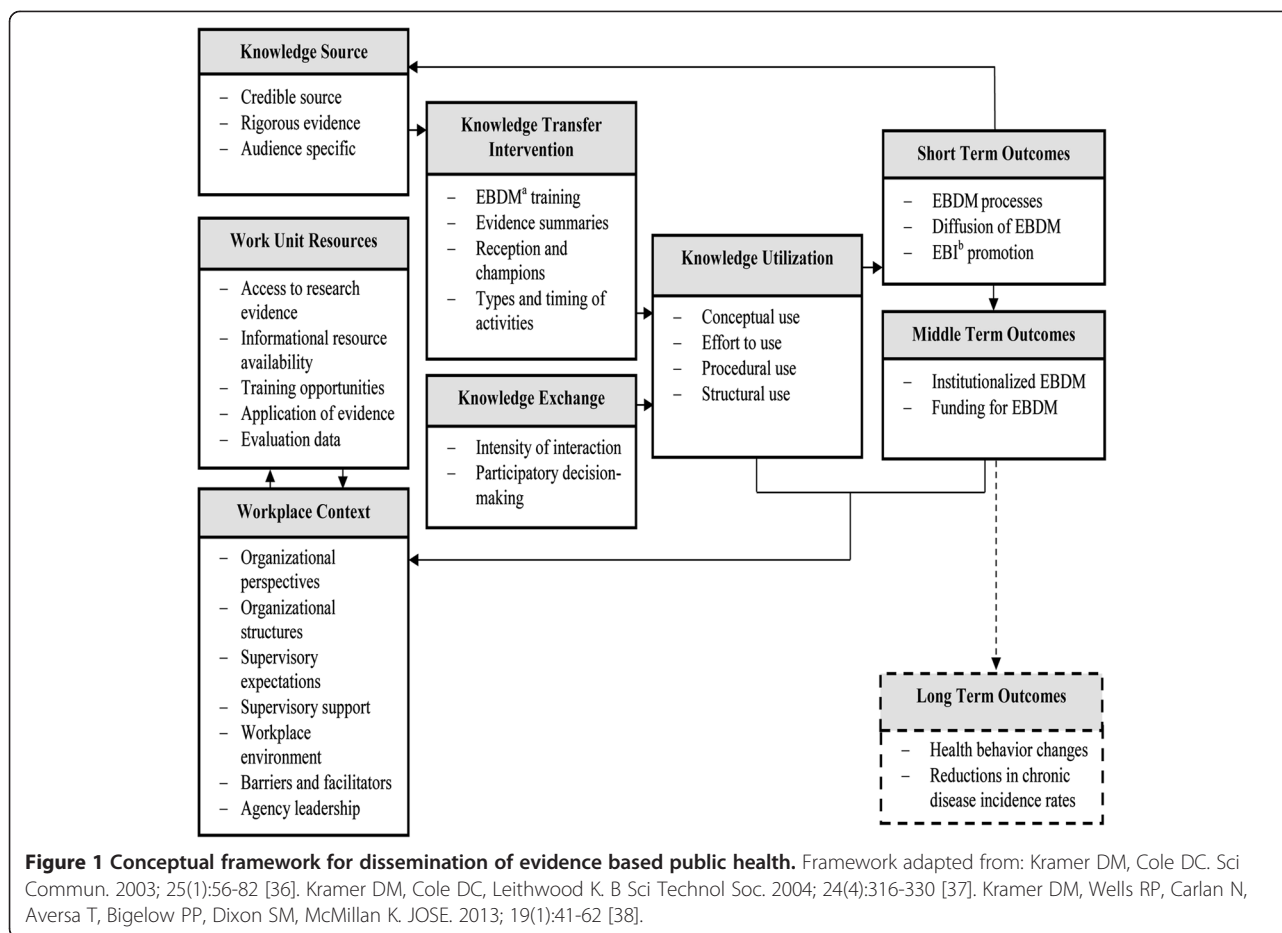 Knowledge Source
– Credible source
– Rigorous evidence
– Audience specific
Work Unit Resources
– Access to research
evidence
– Informational resource
availability
– Training opportunities
– Application of evidence
– Evaluation data
Workplace Context
– Organizational
perspectives
– Organizational
structures
– Supervisory
expectations
– Supervisory support
– Workplace
environment
– Barriers and facilitators
– Agency leadership
Knowledge Transfer
Intervention
– EBDMa training
– Evidence summaries
– Reception and
champions
– Types and timing of
activities
Knowledge Exchange
– Intensity of interaction
– Participatory decision-
making
Knowledge Utilization
– Conceptual use
– Effort to use
– Procedural use
– Structural use
Short Term Outcomes
– EBDM processes
– Diffusion of EBDM
– EBIb promotion
Middle Term Outcomes
– Institutionalized EBDM
– Funding for EBDM
Long Term Outcomes
– Health behavior changes
– Reductions in chronic
disease incidence rates
Figure 1 Conceptual framework for dissemination of evidence based public health. Framework adapted from: Kramer DM, Cole DC. Sci
Commun. 2003; 25(1):56-82 [36]. Kramer DM, Cole DC, Leithwood K. B Sci Technol Soc. 2004; 24(4):316-330 [37]. Kramer DM, Wells RP, Carlan N,
Aversa T, Bigelow PP, Dixon SM, McMillan K. JOSE. 2013; 19(1):41-62 [38].